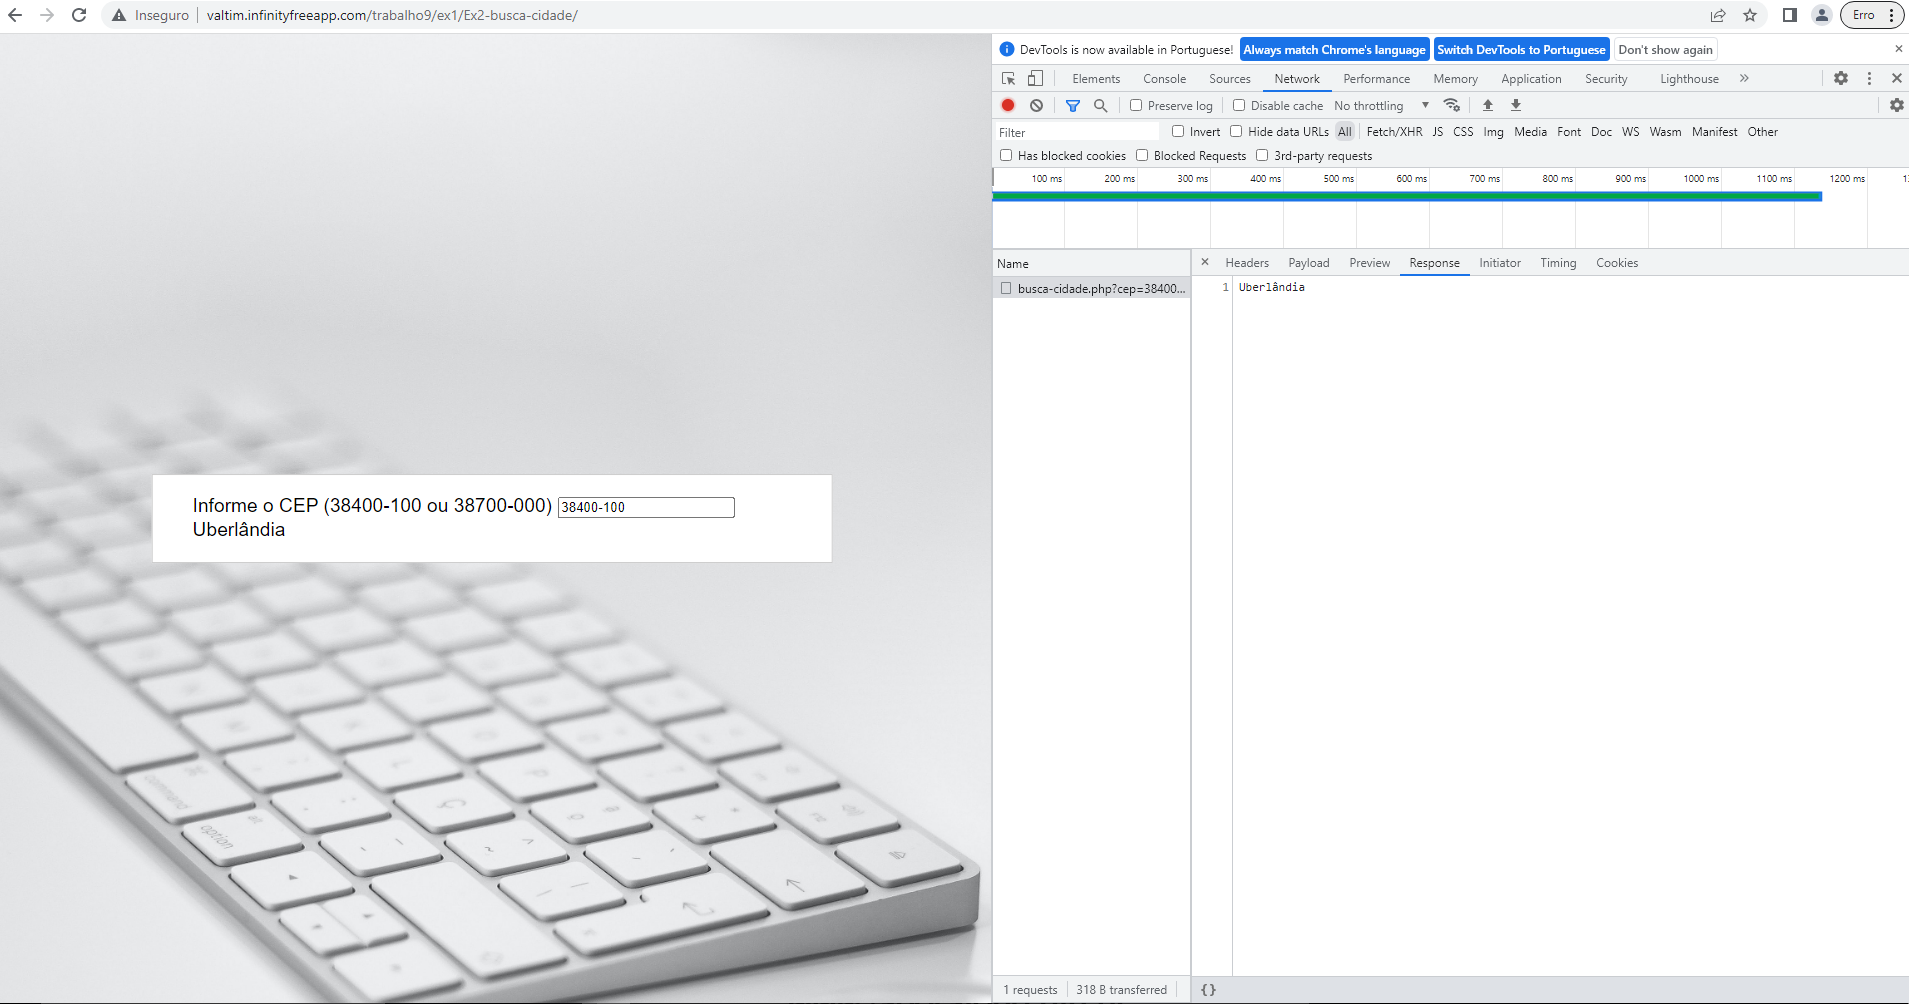 Inseguro valtim.infinityfreeapp.com/trabalho9/ex1/Ex2-busca-cidade/ Erro
DevTools is now available in Portuguese! Always match Chrome's language Switch DevTools to Portuguese Don't show again
Elements Console Sources Network Performance Memory Application Security Lighthouse
Preserve log Disable cache No throttling
Filter Invert Hide data URLs All Fetch/XHR JS CSS Img Media Font Doc WS Wasm Manifest Other
Has blocked cookies Blocked Requests 3rd-party requests
100 ms 200 ms 300 ms 400 ms 500 ms 600 ms 700 ms 800 ms 900 ms 1000 ms 1100 ms 1200 ms
Name Headers Payload Preview Response Initiator Timing Cookies
busca-cidade.php?cep=38400... 1 Uberlândia
Informe o CEP (38400-100 ou 38700-000) 38400-100
Uberlândia
command
option
1 requests 318 B transferred { }